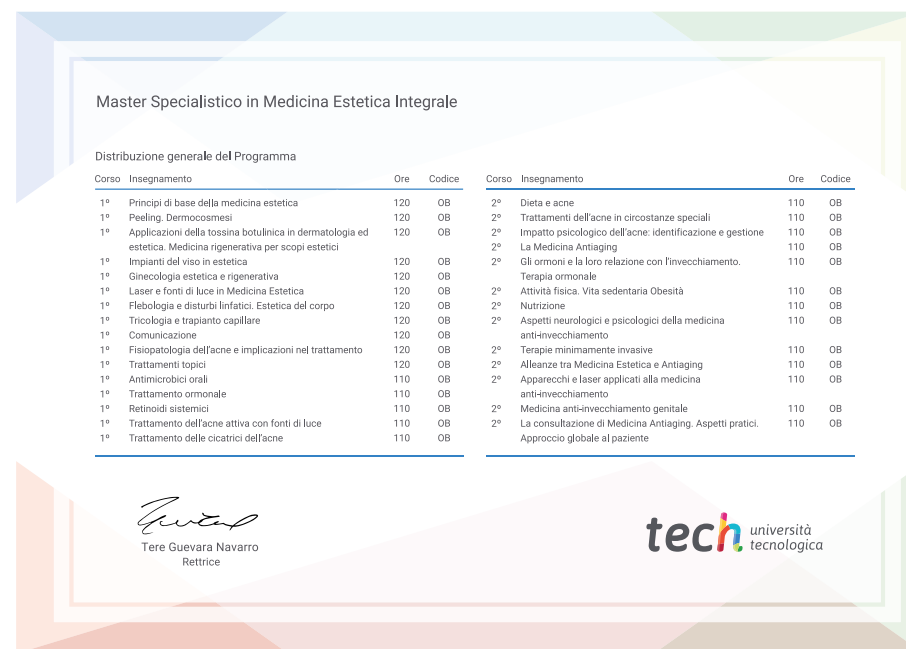 Master Specialistico in Medicina Estetica Integrale
Distribuzione generale del Programma
Corso Insegnamento Ore Codice
1º Principi di base della medicina estetica 120 OB
1º Peeling. Dermocosmesi 120 OB
1º Applicazioni della tossina botulinica in dermatologia ed 120 OB
estetica. Medicina rigenerativa per scopi estetici
1º Impianti del viso in estetica 120 OB
1º Ginecologia estetica e rigenerativa 120 OB
1º Laser e fonti di luce in Medicina Estetica 120 OB
1º Flebologia e disturbi linfatici. Estetica del corpo 120 OB
1º Tricologia e trapianto capillare 120 OB
1º Comunicazione 120 OB
1º Fisiopatologia dell'acne e implicazioni nel trattamento 120 OB
1º Trattamenti topici 120 OB
1º Antimicrobici orali 110 OB
1º Trattamento ormonale 110 OB
1º Retinoidi sistemici 110 OB
1º Trattamento dell'acne attiva con fonti di luce 110 OB
1º Trattamento delle cicatrici dell'acne 110 OB
Corso Insegnamento Ore Codice
2º Dieta e acne 110 OB
2º Trattamenti dell'acne in circostanze speciali 110 OB
2º Impatto psicologico dell'acne: identificazione e gestione 110 OB
2º La Medicina Antiaging 110 OB
2º Gli ormoni e la loro relazione con l'invecchiamento. 110 OB
Terapia ormonale
2º Attività fisica. Vita sedentaria Obesità 110 OB
2º Nutrizione 110 OB
2º Aspetti neurologici e psicologici della medicina 110 OB
anti-invecchiamento
2º Terapie minimamente invasive 110 OB
2º Alleanze tra Medicina Estetica e Antiaging 110 OB
2º Apparecchi e laser applicati alla medicina 110 OB
anti-invecchiamento
2º Medicina anti-invecchiamento genitale 110 OB
2º La consultazione di Medicina Antiaging. Aspetti pratici. 110 OB
Approccio globale al paziente
Tere Guevara Navarro
Rettrice
tech università
tecnologica